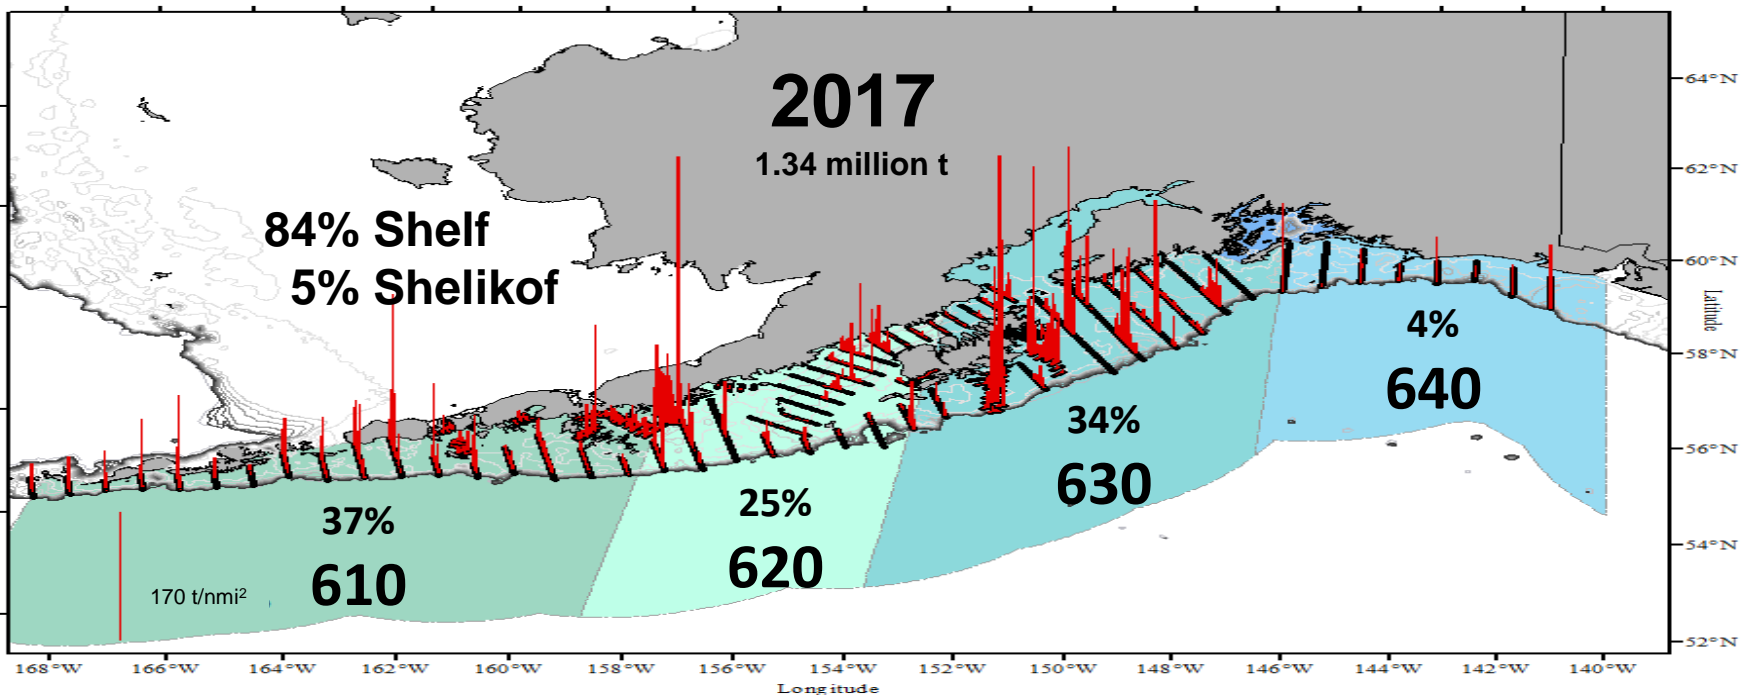 2017
1.34 million t
84% Shelf
5% Shelikof
4%
640
34%
630
25%
620
37%
610
170 t/nmi²
64°N
62°N
60°N
58°N
56°N
54°N
52°N
Latitude
168°W 166°W 164°W 162°W 160°W 158°W 156°W 154°W 152°W 150°W 148°W 146°W 144°W 142°W 140°W
Longitude